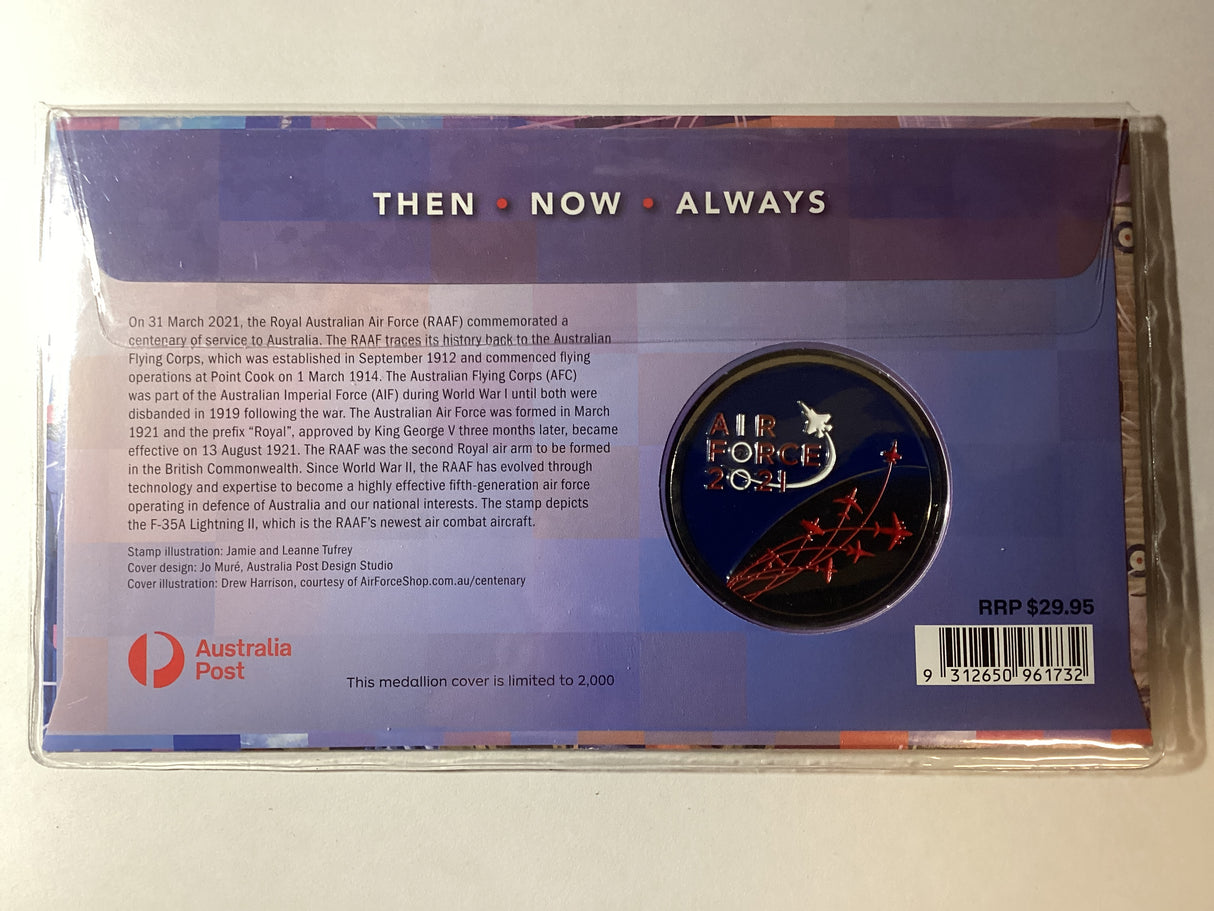 THEN • NOW • ALWAYS
On 31 March 2021, the Royal Australian Air Force (RAAF) commemorated a
centenary of service to Australia. The RAAF traces its history back to the Australian
Flying Corps, which was established in September 1912 and commenced flying
operations at Point Cook on 1 March 1914. The Australian Flying Corps (AFC)
was part of the Australian Imperial Force (AIF) during World War I until both were
disbanded in 1919 following the war. The Australian Air Force was formed in March
1921 and the prefix “Royal”, approved by King George V three months later, became
effective on 13 August 1921. The RAAF was the second Royal air arm to be formed
in the British Commonwealth. Since World War II, the RAAF has evolved through
technology and expertise to become a highly effective fifth-generation air force
operating in defence of Australia and our national interests. The stamp depicts
the F-35A Lightning II, which is the RAAF’s newest air combat aircraft.
Stamp illustration: Jamie and Leanne Tufrey
Cover design: Jo Muré, Australia Post Design Studio
Cover illustration: Drew Harrison, courtesy of AirForceShop.com.au/centenary
Australia
Post
This medallion cover is limited to 2,000
AIR
FORCE
2021
RRP $29.95
9 312650 961732